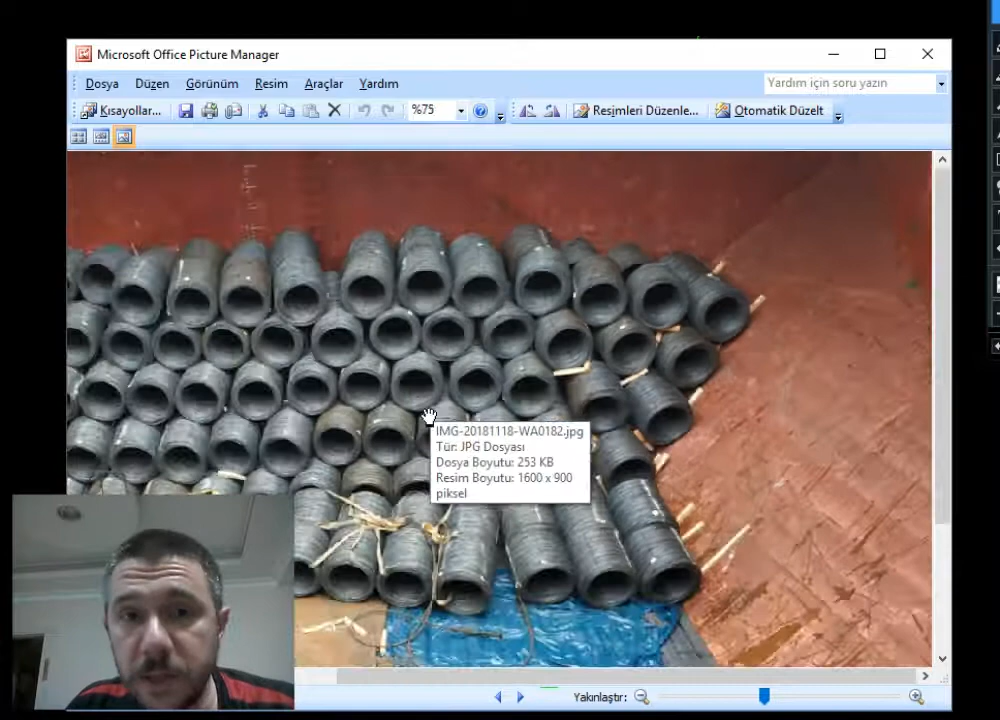 Microsoft Office Picture Manager
Dosya Düzen Görünüm Resim Araçlar Yardım
Yardım için soru yazın
Kısayollar... %75 Resimleri Düzenle... Otomatik Düzelt
IMG-20181118-WA0182.jpg
Tür: JPG Dosyası
Dosya Boyutu: 253 KB
Resim Boyutu: 1600 x 900
piksel
Yakınlaştır: